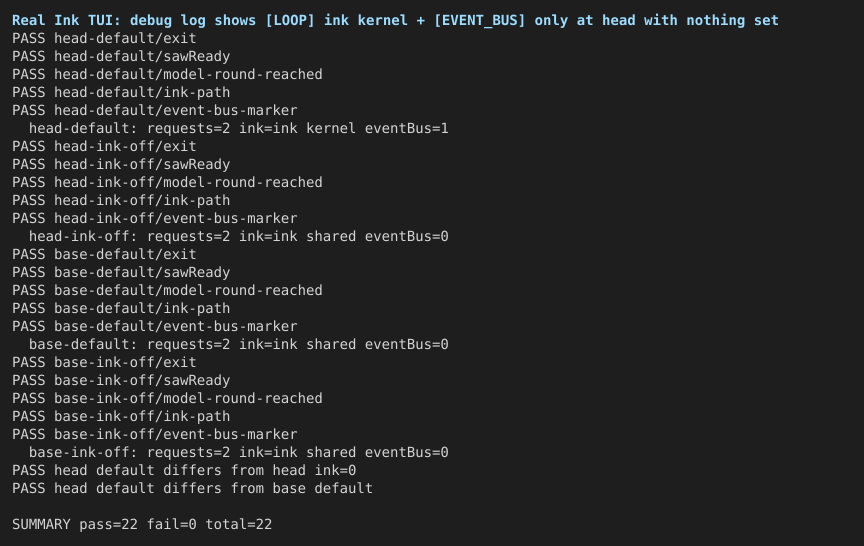 Real Ink TUI: debug log shows [LOOP] ink kernel + [EVENT_BUS] only at head with nothing set
PASS head-default/exit
PASS head-default/sawReady
PASS head-default/model-round-reached
PASS head-default/ink-path
PASS head-default/event-bus-marker
  head-default: requests=2 ink=ink kernel eventBus=1
PASS head-ink-off/exit
PASS head-ink-off/sawReady
PASS head-ink-off/model-round-reached
PASS head-ink-off/ink-path
PASS head-ink-off/event-bus-marker
  head-ink-off: requests=2 ink=ink shared eventBus=0
PASS base-default/exit
PASS base-default/sawReady
PASS base-default/model-round-reached
PASS base-default/ink-path
PASS base-default/event-bus-marker
  base-default: requests=2 ink=ink shared eventBus=0
PASS base-ink-off/exit
PASS base-ink-off/sawReady
PASS base-ink-off/model-round-reached
PASS base-ink-off/ink-path
PASS base-ink-off/event-bus-marker
  base-ink-off: requests=2 ink=ink shared eventBus=0
PASS head default differs from head ink=0
PASS head default differs from base default

SUMMARY pass=22 fail=0 total=22